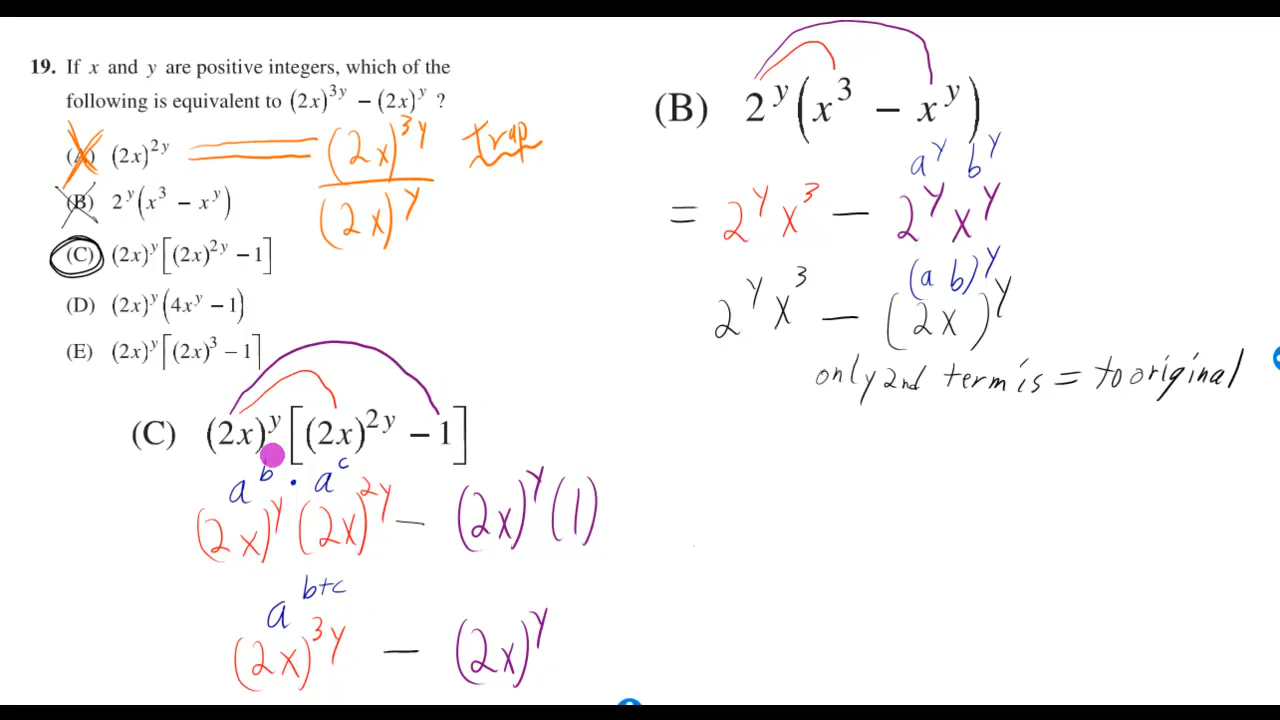 19. If x and y are positive integers, which of the
following is equivalent to (2x)^{3y} − (2x)^y ?
(A) (2x)^{2y}
(2x)^{3y}
(2x)^y
trap
(B) 2^y(x^3 − x^y)
(C) (2x)^y[(2x)^{2y} − 1]
(D) (2x)^y(4x^y − 1)
(E) (2x)^y[(2x)^3 − 1]
(B) 2^y(x^3 − x^y)
a^y b^y
= 2^y x^3 − 2^y x^y
(a b)^y
2^y x^3 − (2x)^y
only 2nd term is = to original
(C) (2x)^y[(2x)^{2y} − 1]
a^b · a^c
(2x)^y (2x)^{2y} − (2x)^y (1)
a^{b+c}
(2x)^{3y} − (2x)^y